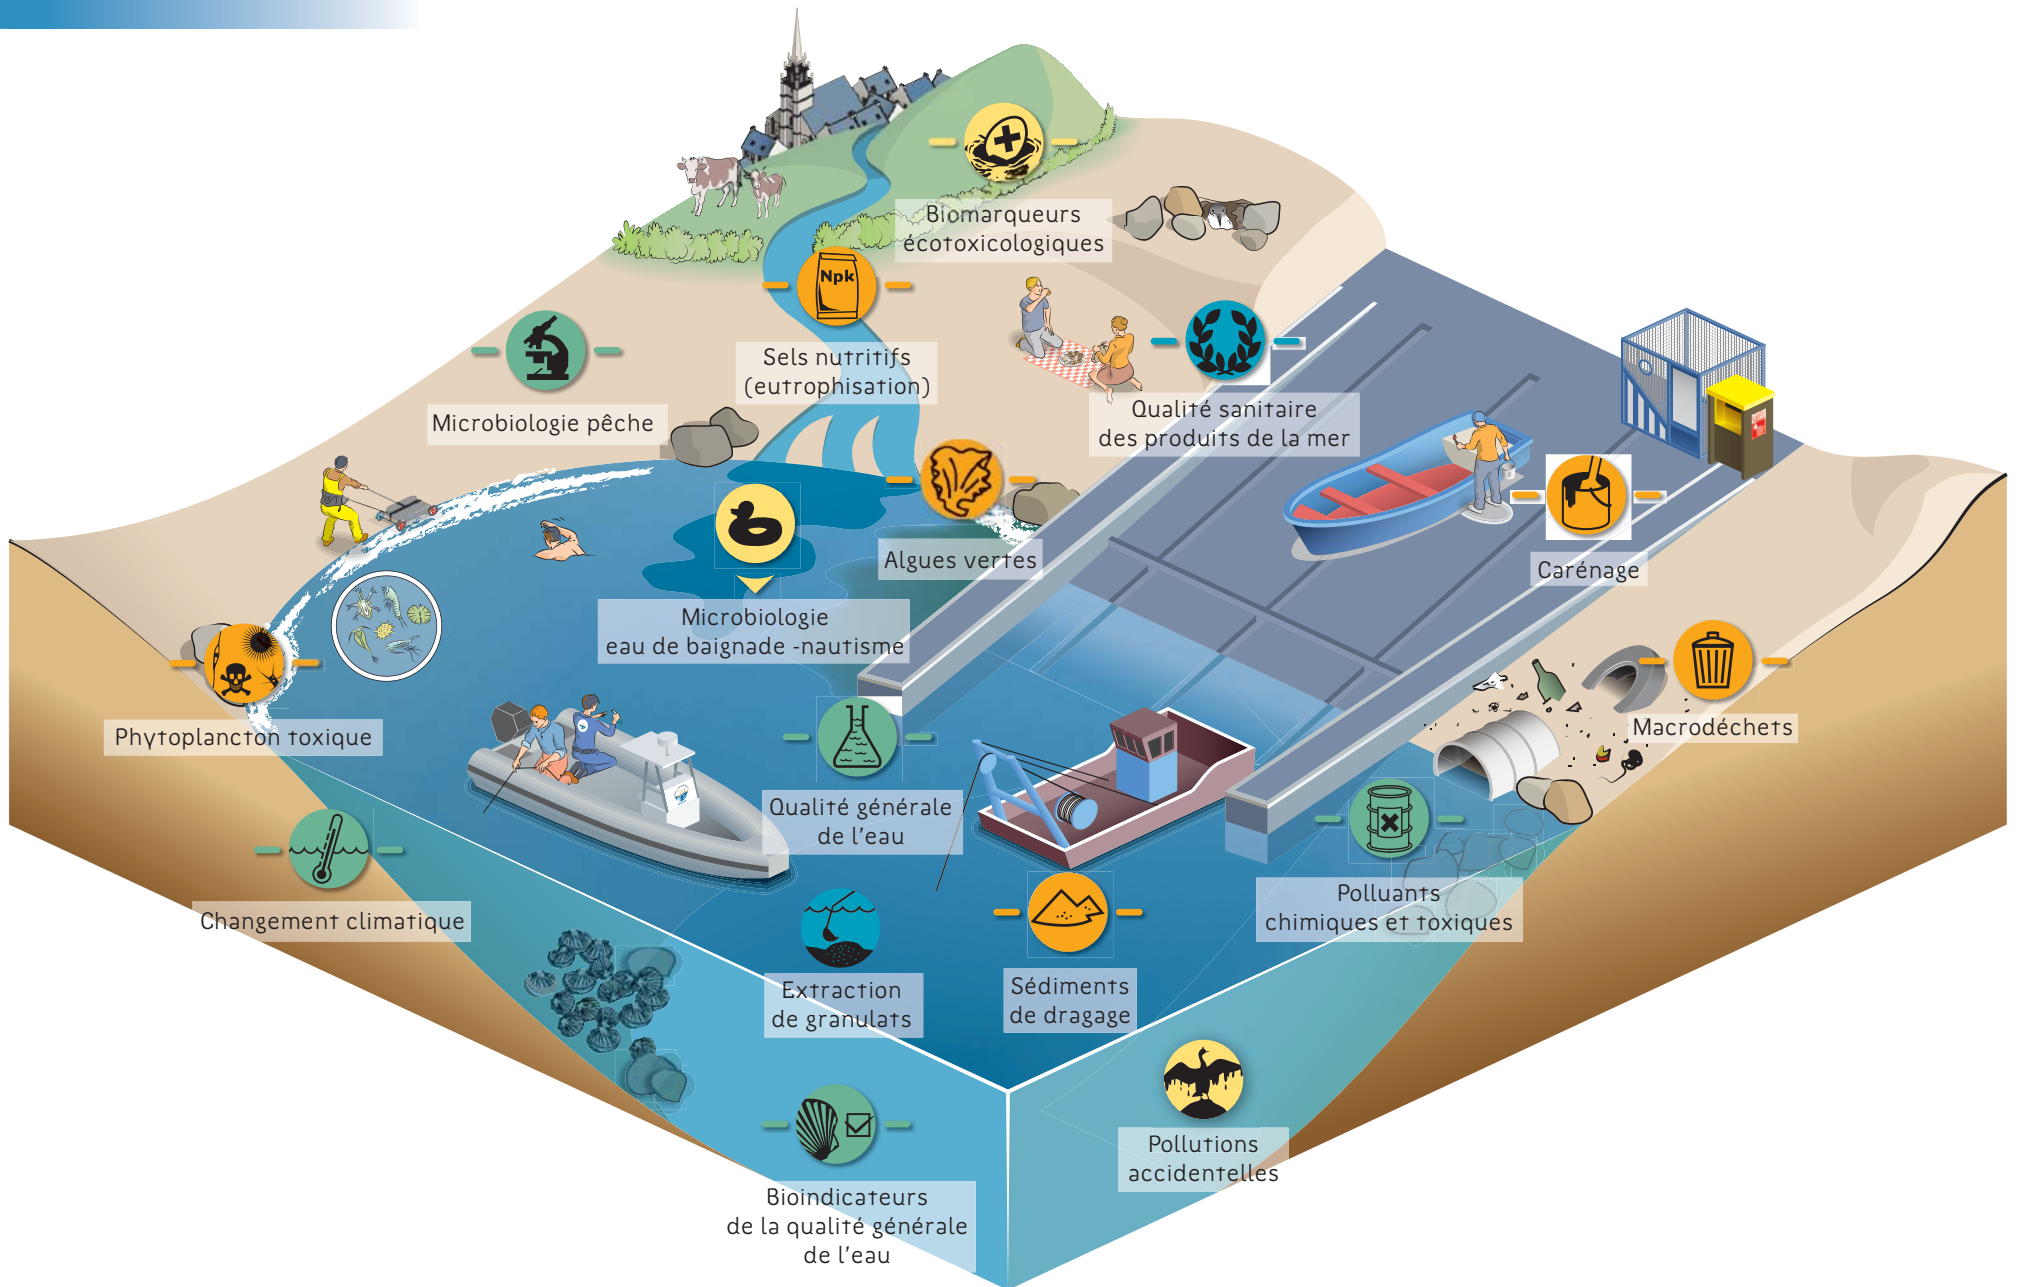 Biomarqueurs
écotoxicologiques
Npk
Sels nutritifs
(eutrophisation)
Microbiologie pêche
Qualité sanitaire
des produits de la mer
Algues vertes
Carénage
Microbiologie
eau de baignade -nautisme
Phytoplancton toxique
Macrodéchets
Qualité générale
de l'eau
Changement climatique
Polluants
chimiques et toxiques
Extraction
de granulats
Sédiments
de dragage
Pollutions
accidentelles
Bioindicateurs
de la qualité générale
de l'eau